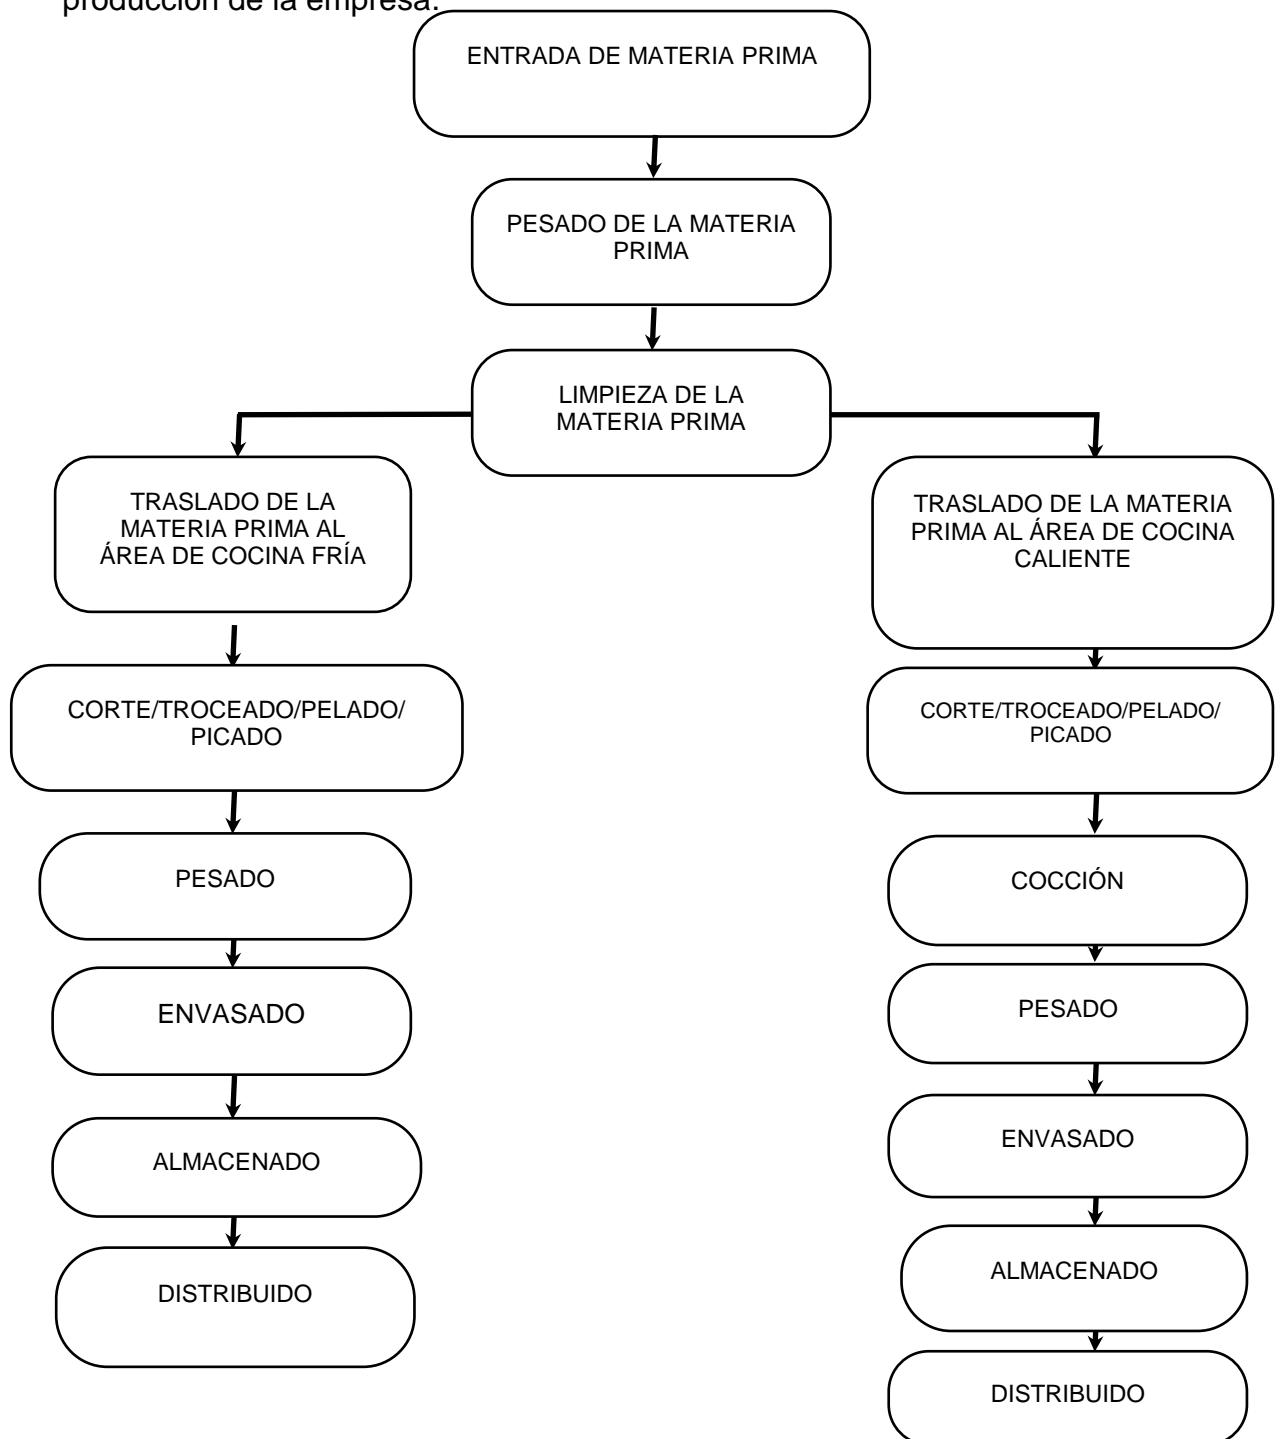 producción de la empresa.
ENTRADA DE MATERIA PRIMA
PESADO DE LA MATERIA
PRIMA
LIMPIEZA DE LA
MATERIA PRIMA
TRASLADO DE LA
MATERIA PRIMA AL
ÁREA DE COCINA FRÍA
CORTE/TROCEADO/PELADO/
PICADO
PESADO
ENVASADO
ALMACENADO
DISTRIBUIDO
TRASLADO DE LA MATERIA
PRIMA AL ÁREA DE COCINA
CALIENTE
CORTE/TROCEADO/PELADO/
PICADO
COCCIÓN
PESADO
ENVASADO
ALMACENADO
DISTRIBUIDO